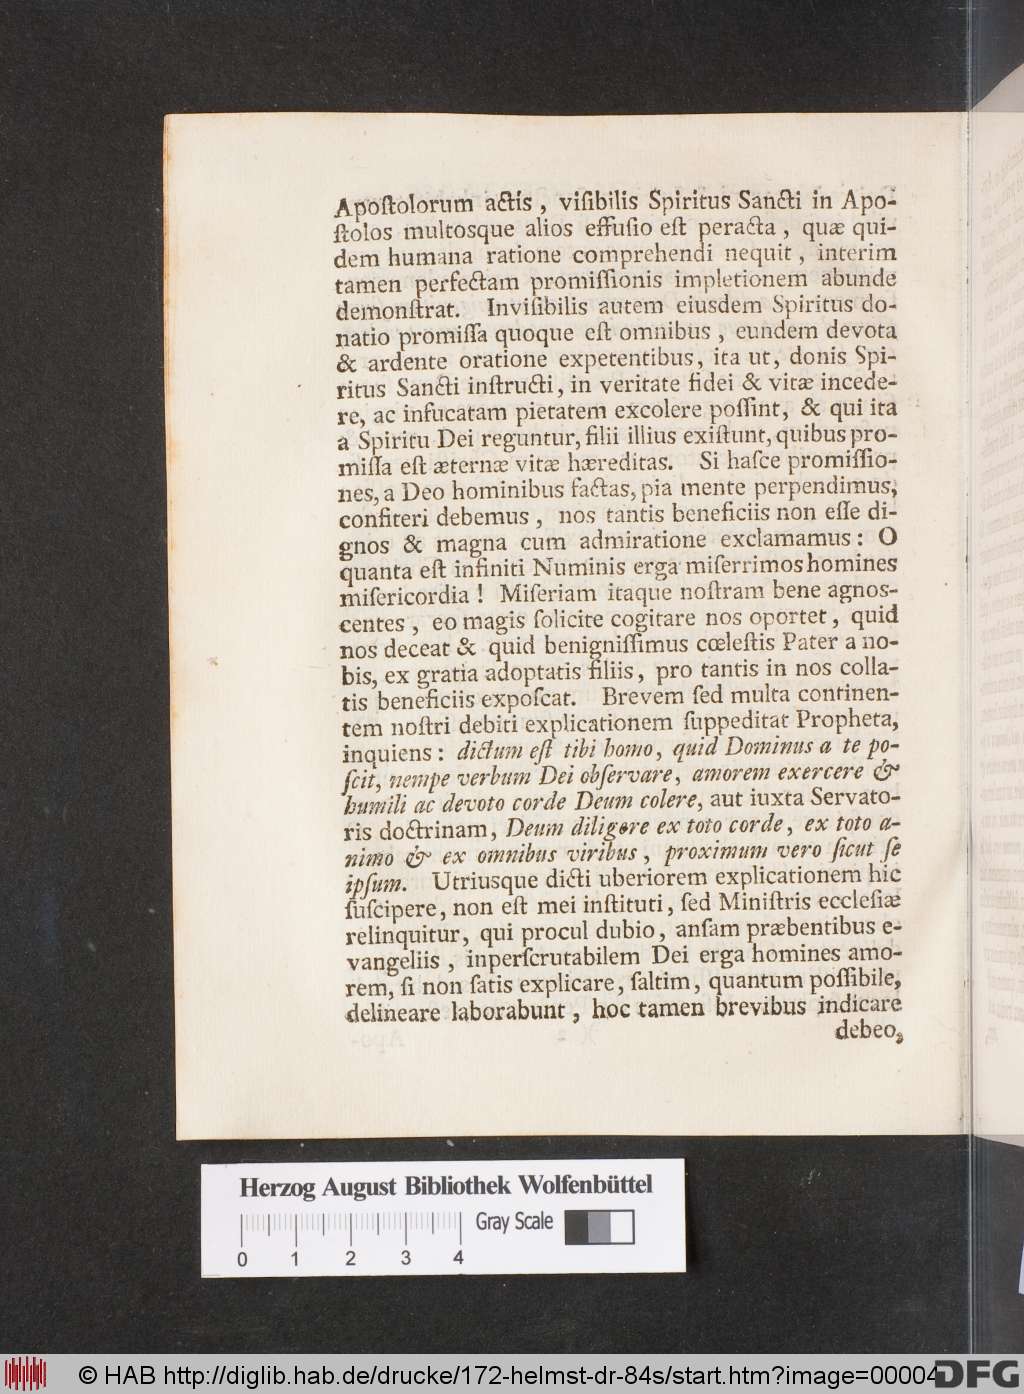 Apoſtolorum actis, viſibilis Spiritus Sancti in Apo-
ſtolos multosque alios effuſio eſt peracta, quæ qui-
dem humana ratione comprehendi nequit, interim
tamen perfectam promiſſionis impletionem abunde
demonſtrat. Inviſibilis autem eiusdem Spiritus do-
natio promiſſa quoque eſt omnibus, eundem devota
& ardente oratione expetentibus, ita ut, donis Spi-
ritus Sancti inſtructi, in veritate fidei & vitæ incede-
re, ac infucatam pietatem excolere poſſint, & qui ita
a Spiritu Dei reguntur, filii illius exiſtunt, quibus pro-
miſſa eſt æternæ vitæ hæreditas. Si haſce promiſſio-
nes, a Deo hominibus factas, pia mente perpendimus,
confiteri debemus, nos tantis beneficiis non eſſe di-
gnos & magna cum admiratione exclamamus: O
quanta eſt infiniti Numinis erga miſerrimos homines
miſericordia! Miſeriam itaque noſtram bene agnos-
centes, eo magis ſolicite cogitare nos oportet, quid
nos deceat & quid benigniſſimus cœleſtis Pater a no-
bis, ex gratia adoptatis filiis, pro tantis in nos colla-
tis beneficiis expoſcat. Brevem ſed multa continen-
tem noſtri debiti explicationem ſuppeditat Propheta,
inquiens: dictum eſt tibi homo, quid Dominus a te po-
ſcit, nempe verbum Dei obſervare, amorem exercere &
humili ac devoto corde Deum colere, aut iuxta Servato-
ris doctrinam, Deum diligere ex toto corde, ex toto a-
nimo & ex omnibus viribus, proximum vero ſicut ſe
ipſum. Utriusque dicti uberiorem explicationem hic
ſuſcipere, non eſt mei inſtituti, ſed Miniſtris eccleſiæ
relinquitur, qui procul dubio, anſam præbentibus e-
vangeliis, inperſcrutabilem Dei erga homines amo-
rem, ſi non ſatis explicare, ſaltim, quantum poſſibile,
delineare laborabunt, hoc tamen brevibus indicare
debeo,
Herzog August Bibliothek Wolfenbüttel
Gray Scale
0 1 2 3 4
© HAB http://diglib.hab.de/drucke/172-helmst-dr-84s/start.htm?image=00004
DFG